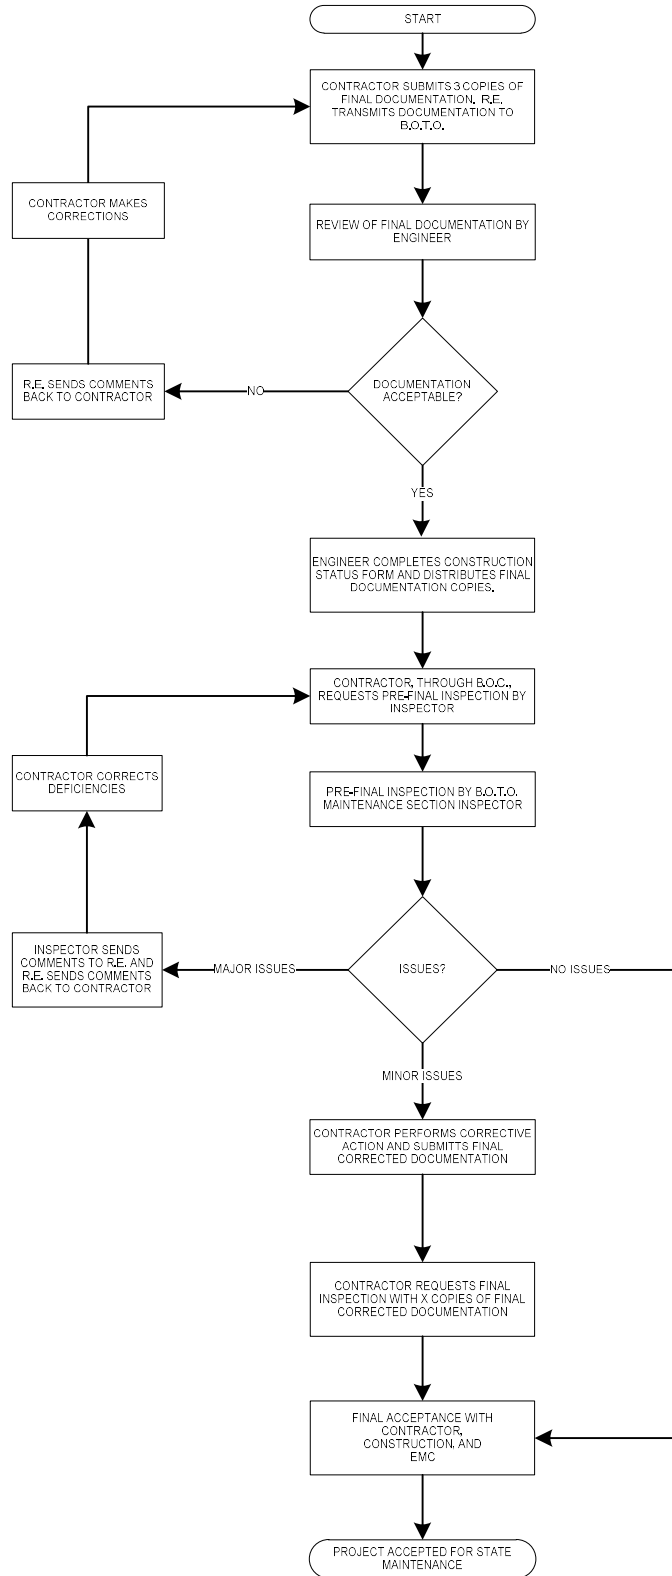 START
CONTRACTOR SUBMITS 3 COPIES OF
FINAL DOCUMENTATION. R.E.
TRANSMITS DOCUMENTATION TO
B.O.T.O.
CONTRACTOR MAKES
CORRECTIONS
REVIEW OF FINAL DOCUMENTATION BY
ENGINEER
R.E. SENDS COMMENTS
BACK TO CONTRACTOR
NO
DOCUMENTATION
ACCEPTABLE?
YES
ENGINEER COMPLETES CONSTRUCTION
STATUS FORM AND DISTRIBUTES FINAL
DOCUMENTATION COPIES.
CONTRACTOR, THROUGH B.O.C.,
REQUESTS PRE-FINAL INSPECTION BY
INSPECTOR
CONTRACTOR CORRECTS
DEFICIENCIES
PRE-FINAL INSPECTION BY B.O.T.O.
MAINTENANCE SECTION INSPECTOR
INSPECTOR SENDS
COMMENTS TO R.E. AND
R.E. SENDS COMMENTS
BACK TO CONTRACTOR
MAJOR ISSUES
ISSUES?
NO ISSUES
MINOR ISSUES
CONTRACTOR PERFORMS CORRECTIVE
ACTION AND SUBMITTS FINAL
CORRECTED DOCUMENTATION
CONTRACTOR REQUESTS FINAL
INSPECTION WITH X COPIES OF FINAL
CORRECTED DOCUMENTATION
FINAL ACCEPTANCE WITH
CONTRACTOR,
CONSTRUCTION, AND
EMC
PROJECT ACCEPTED FOR STATE
MAINTENANCE